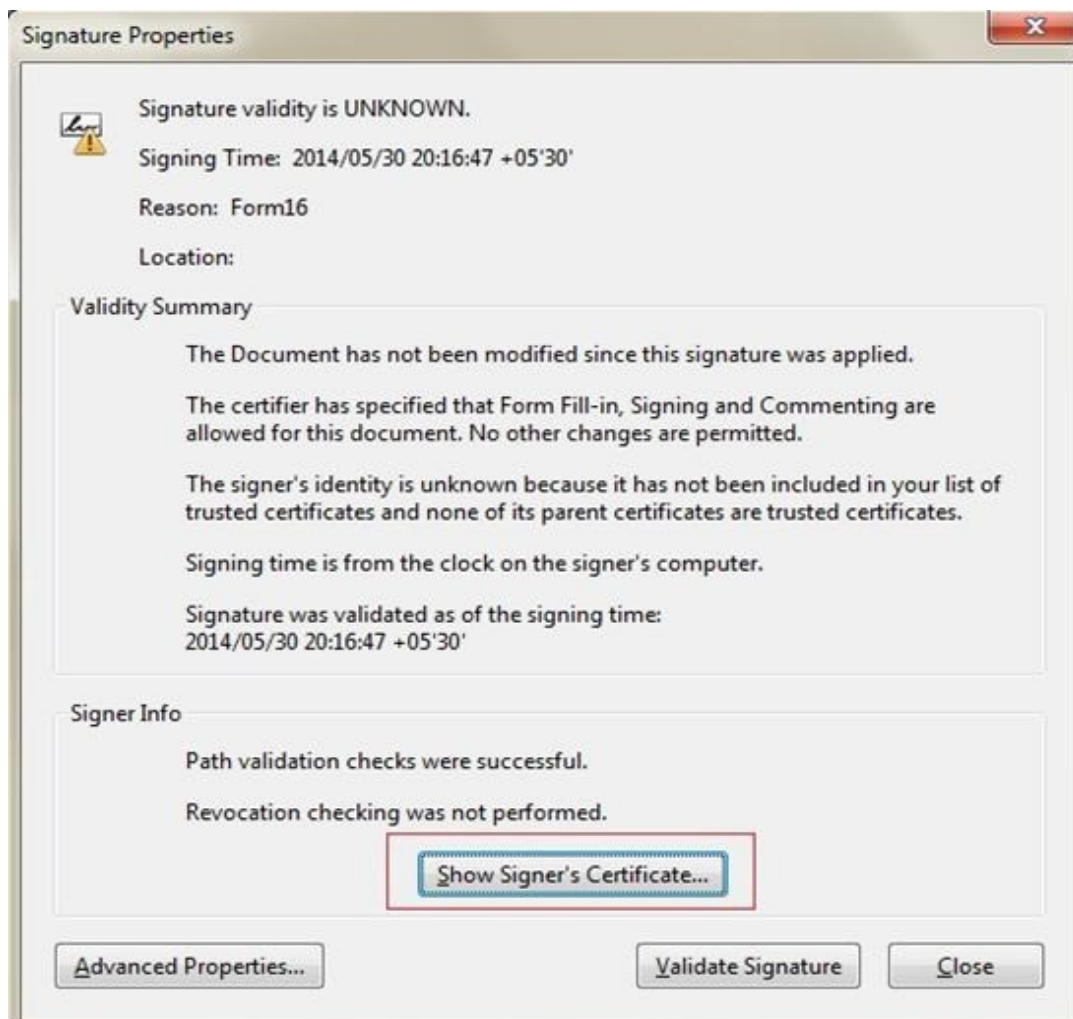 Signature Properties
Signature validity is UNKNOWN.
Signing Time: 2014/05/30 20:16:47 +05'30'
Reason: Form16
Location:
Validity Summary
The Document has not been modified since this signature was applied.
The certifier has specified that Form Fill-in, Signing and Commenting are
allowed for this document. No other changes are permitted.
The signer's identity is unknown because it has not been included in your list of
trusted certificates and none of its parent certificates are trusted certificates.
Signing time is from the clock on the signer's computer.
Signature was validated as of the signing time:
2014/05/30 20:16:47 +05'30'
Signer Info
Path validation checks were successful.
Revocation checking was not performed.
Show Signer's Certificate...
Advanced Properties...
Validate Signature
Close